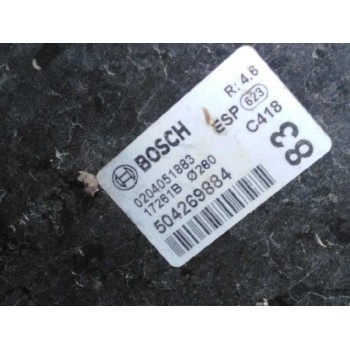 BOSCH
0204051883
17261B Ø280
504269884
R: 4,6
ESP 623
C418
83